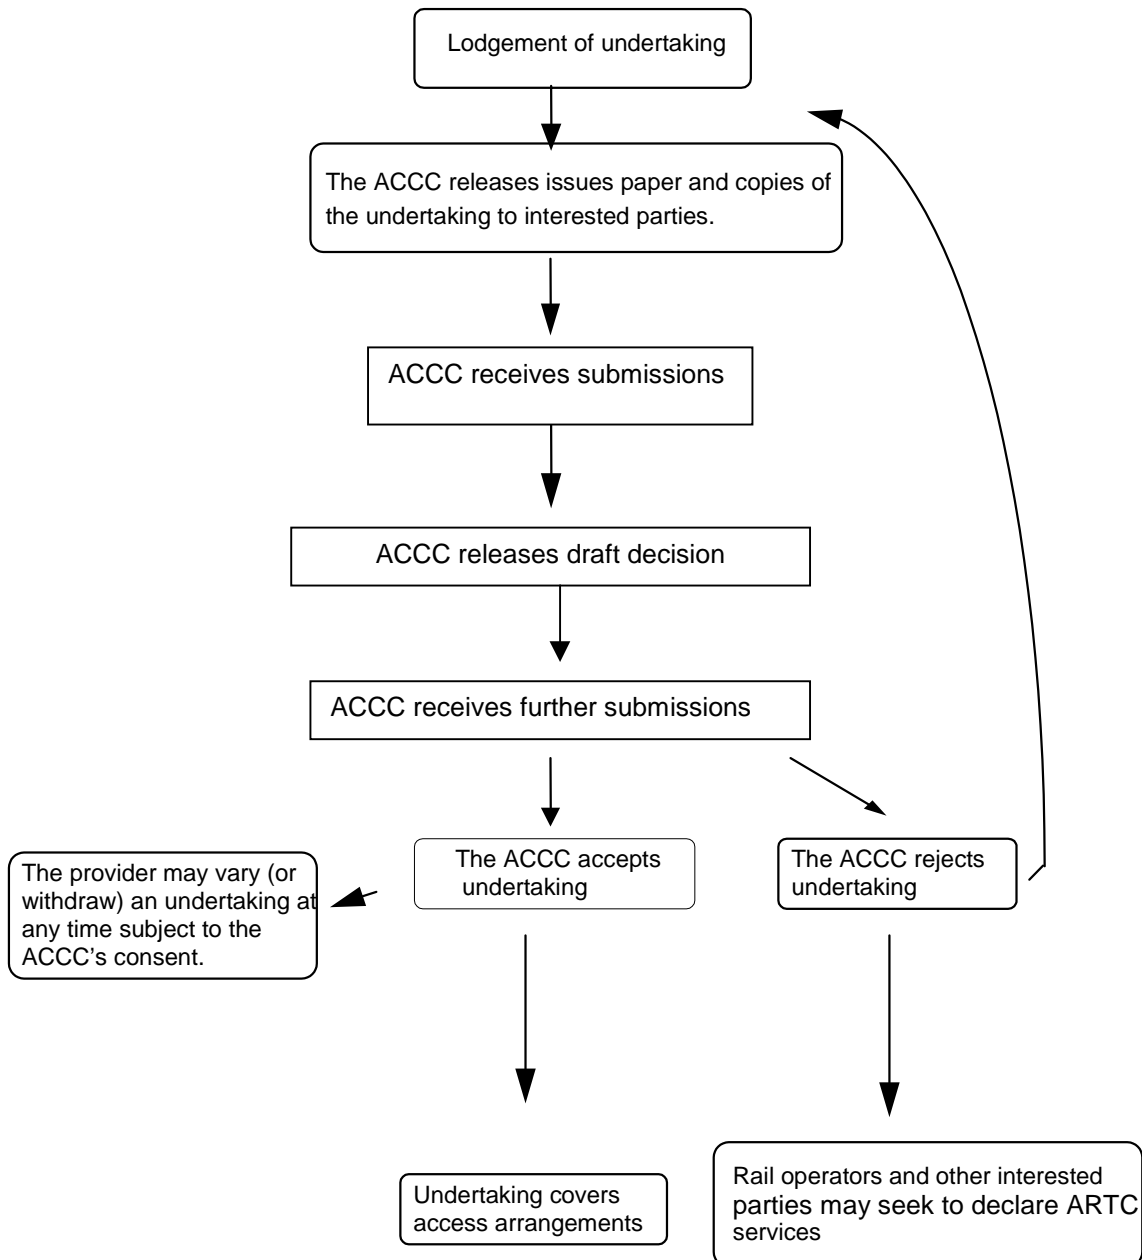 Lodgement of undertaking
The ACCC releases issues paper and copies of
the undertaking to interested parties.
ACCC receives submissions
ACCC releases draft decision
ACCC receives further submissions
The provider may vary (or
withdraw) an undertaking at
any time subject to the
ACCC’s consent.
The ACCC accepts
undertaking
The ACCC rejects
undertaking
Undertaking covers
access arrangements
Rail operators and other interested
parties may seek to declare ARTC
services